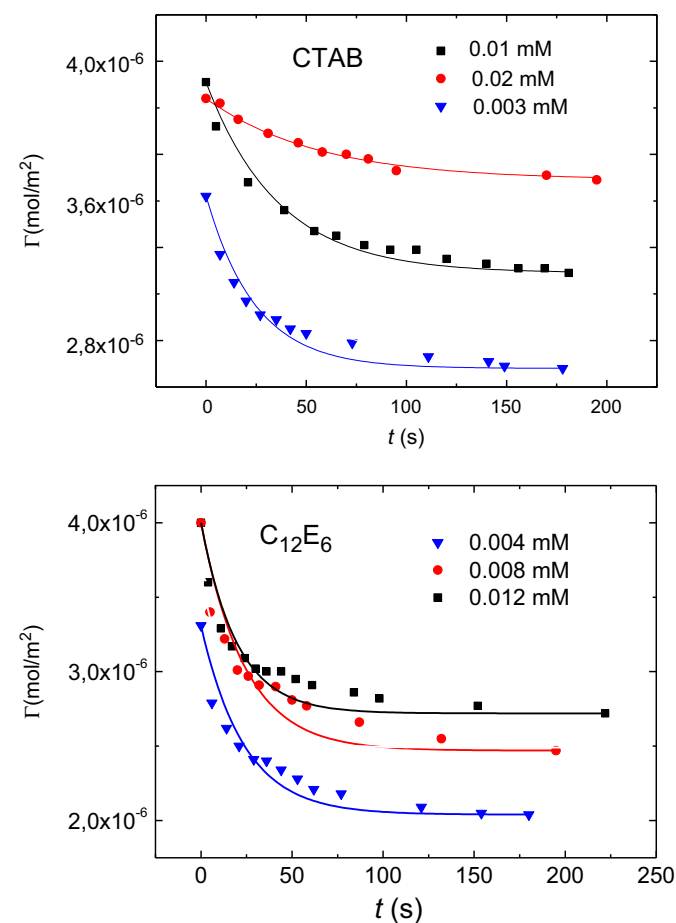 CTAB
0.01 mM
0.02 mM
0.003 mM
4,0x10⁻⁶
3,6x10⁻⁶
2,8x10⁻⁶
Γ(mol/m²)
0 50 100 150 200
t (s)
C₁₂E₆
0.004 mM
0.008 mM
0.012 mM
4,0x10⁻⁶
3,0x10⁻⁶
2,0x10⁻⁶
Γ(mol/m²)
0 50 100 150 200 250
t (s)